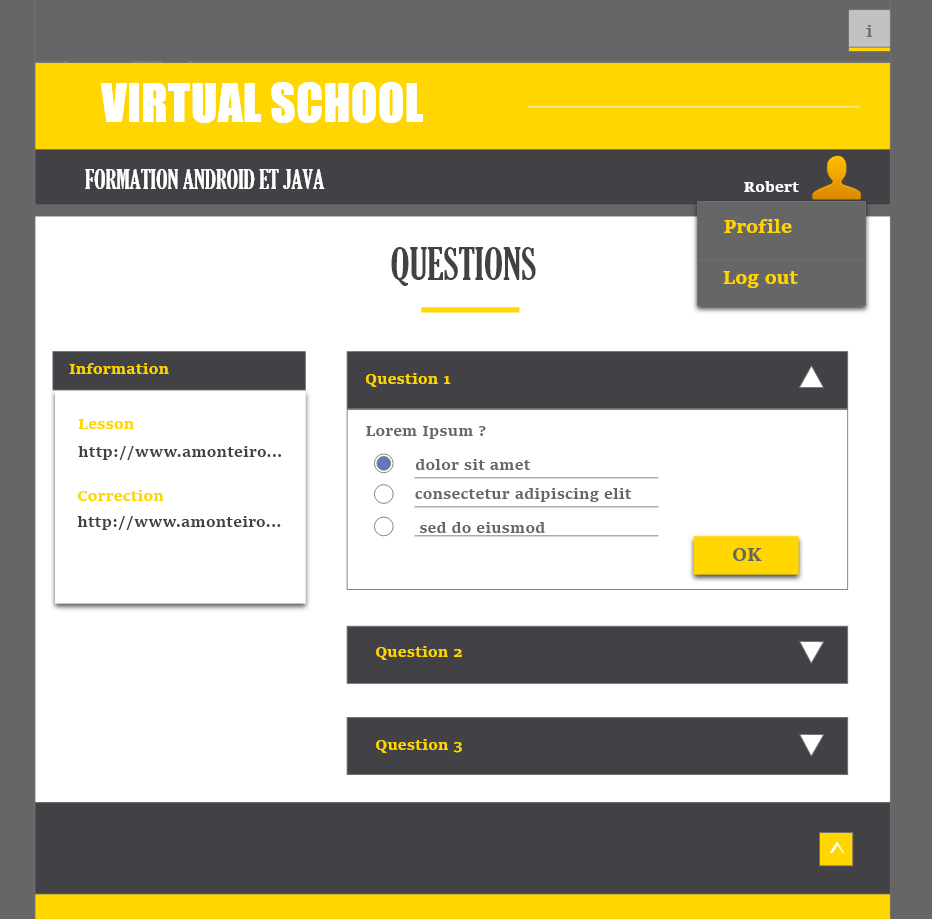 i
VIRTUAL SCHOOL
FORMATION ANDROID ET JAVA
Robert
Profile
Log out
QUESTIONS
Information
Lesson
http://www.amonteiro...
Correction
http://www.amonteiro...
Question 1
Lorem Ipsum ?
dolor sit amet
consectetur adipiscing elit
sed do eiusmod
OK
Question 2
Question 3